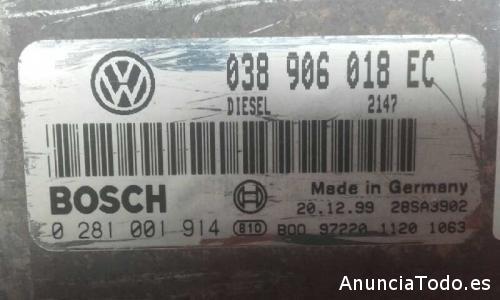 038 906 018 EC
DIESEL 2147
BOSCH
Made in Germany
20.12.99 28SA3902
0 281 001 914 810 B00 97220 1120 1063
AnunciaTodo.es